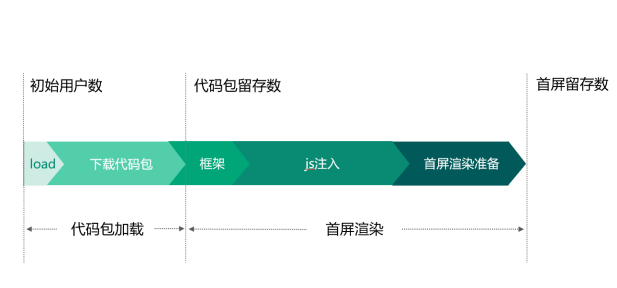 初始用户数
代码包留存数
首屏留存数
load
下载代码包
框架
js注入
首屏渲染准备
代码包加载
首屏渲染